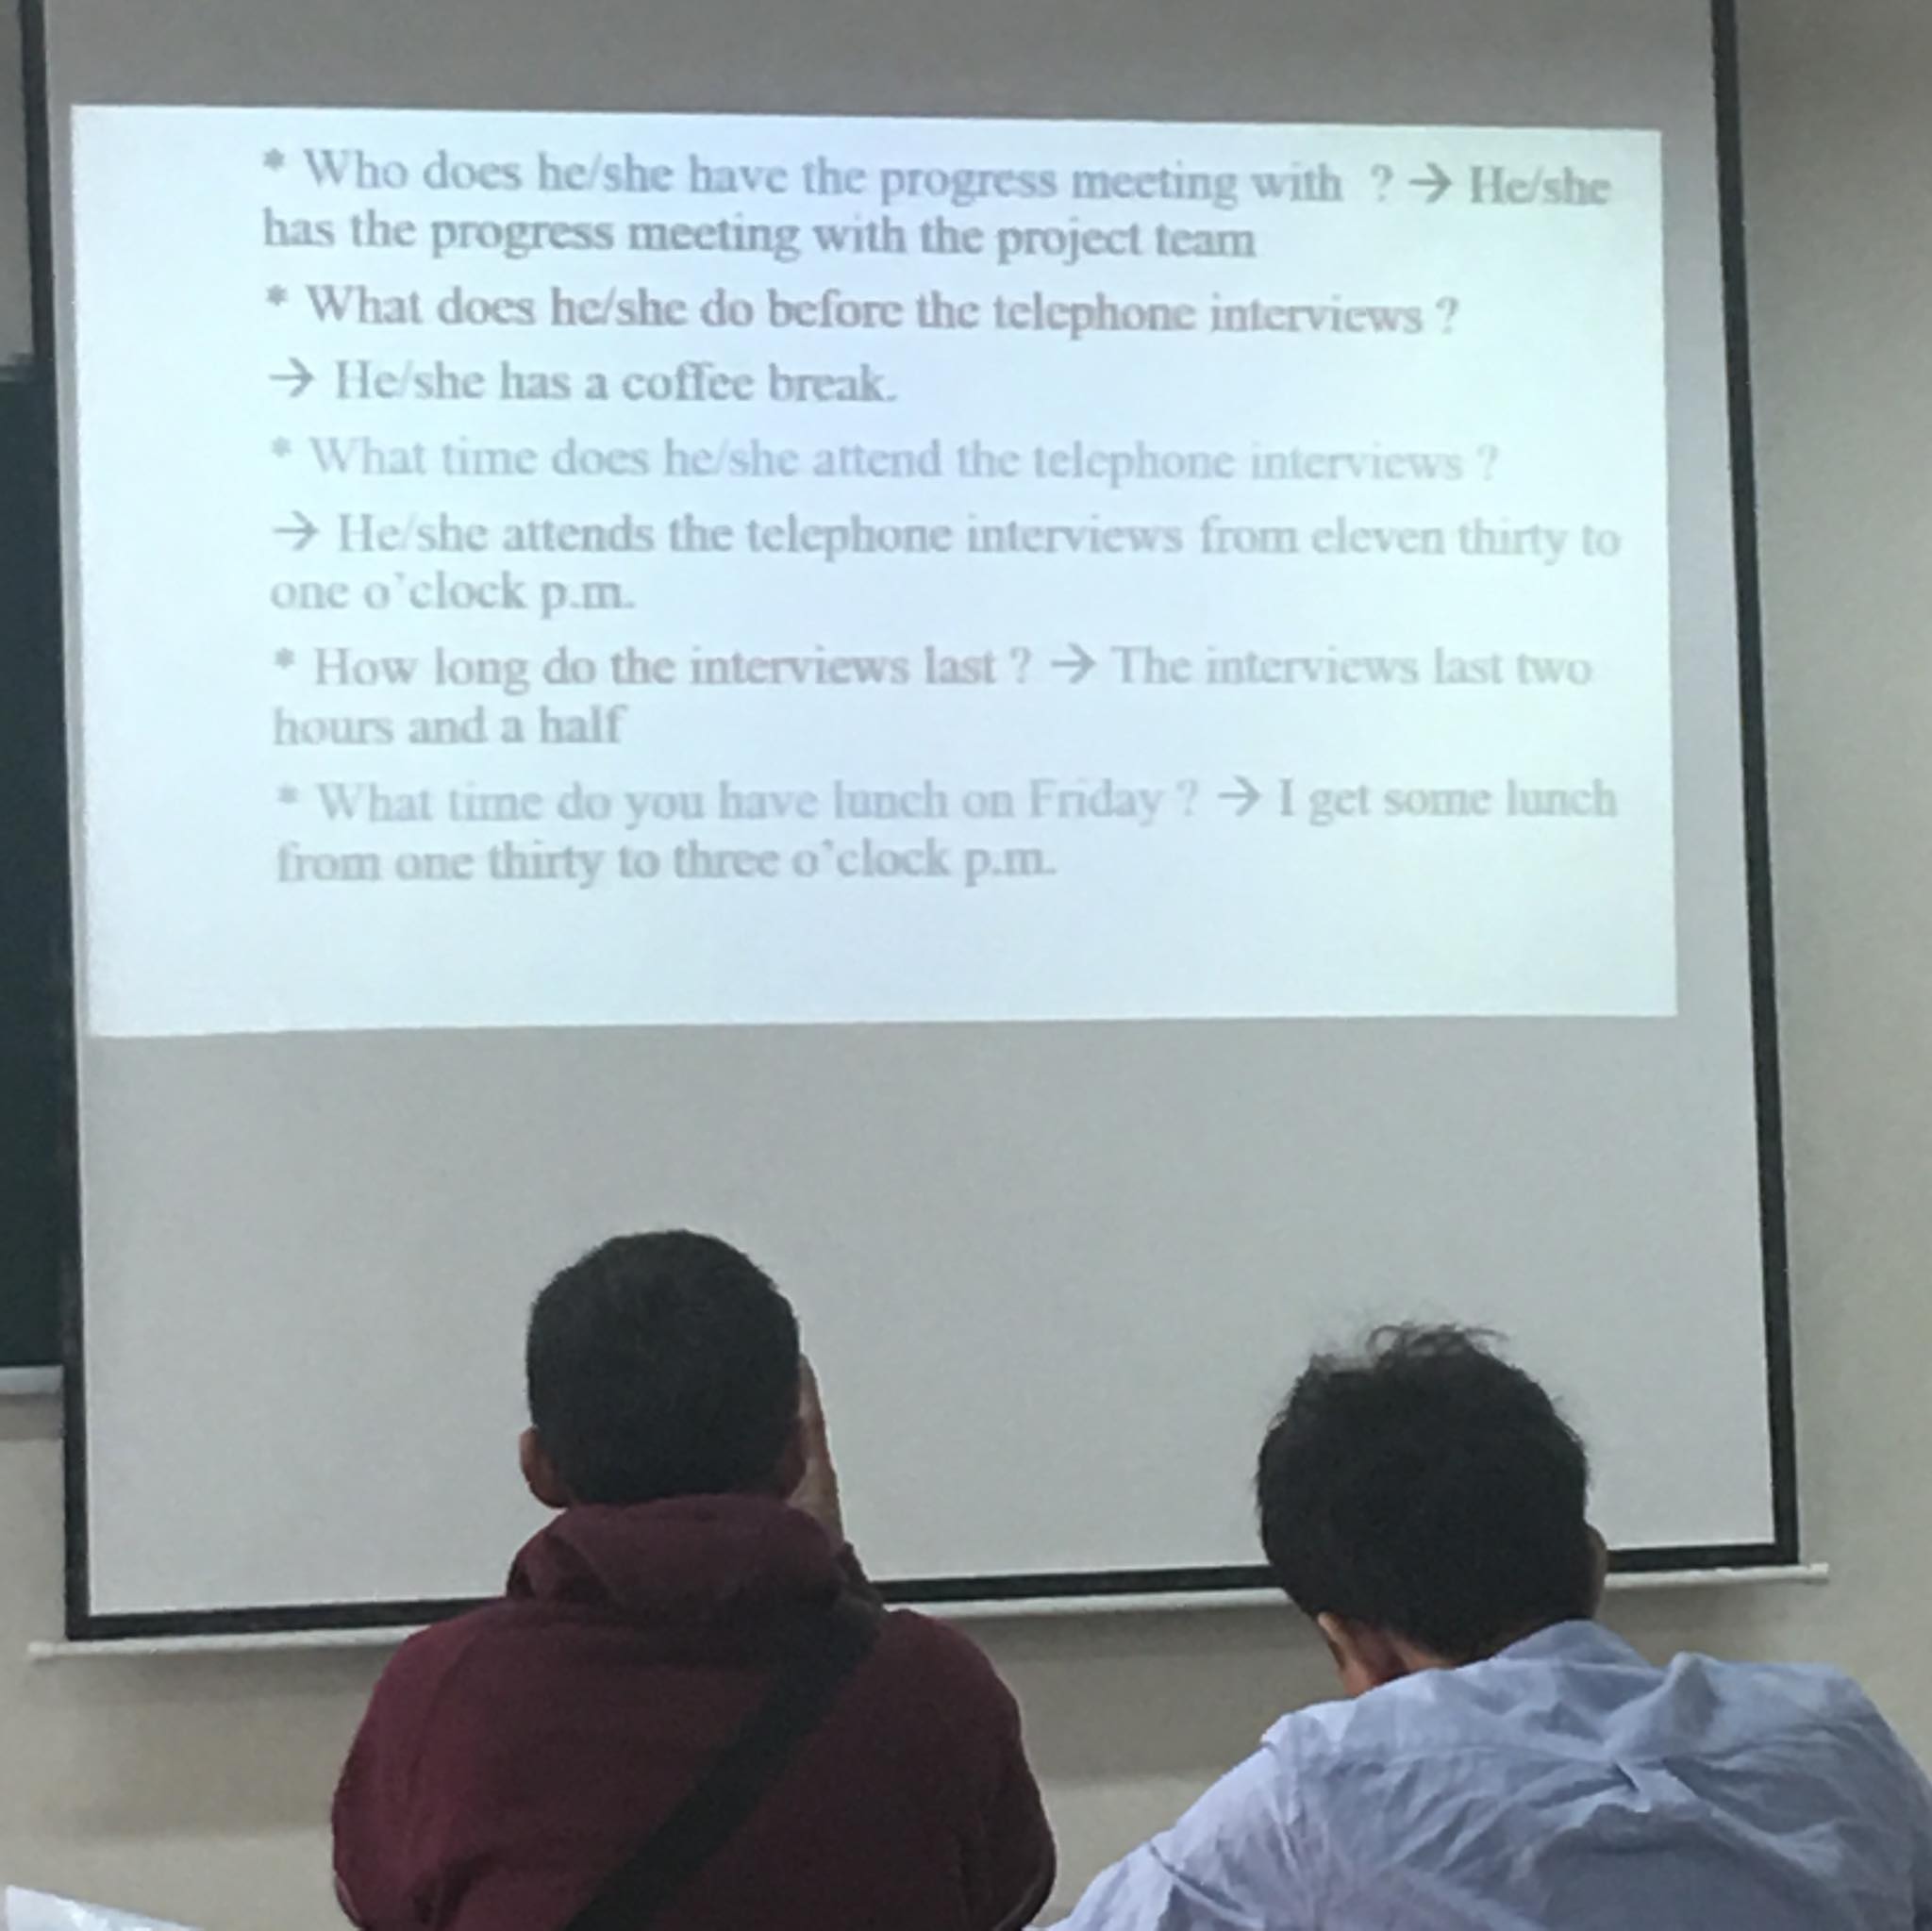 * Who does he/she have the progress meeting with  ? → He/she
has the progress meeting with the project team
* What does he/she do before the telephone interviews ?
→ He/she has a coffee break.
* What time does he/she attend the telephone interviews ?
→ He/she attends the telephone interviews from eleven thirty to
one o'clock p.m.
* How long do the interviews last ? → The interviews last two
hours and a half
* What time do you have lunch on Friday ? → I get some lunch
from one thirty to three o'clock p.m.